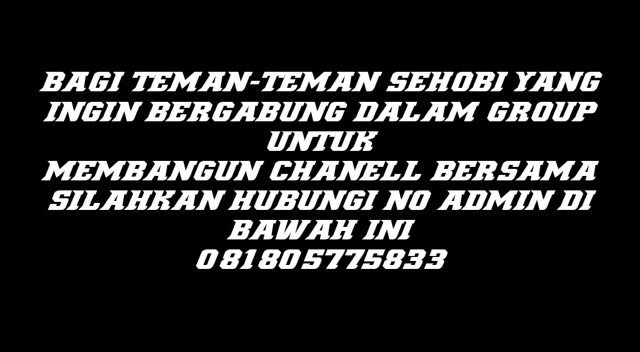 BAGI TEMAN-TEMAN SEHOBI YANG
INGIN BERGABUNG DALAM GROUP
UNTUK
MEMBANGUN CHANELL BERSAMA
SILAHKAN HUBUNGI NO ADMIN DI
BAWAH INI
081805775833